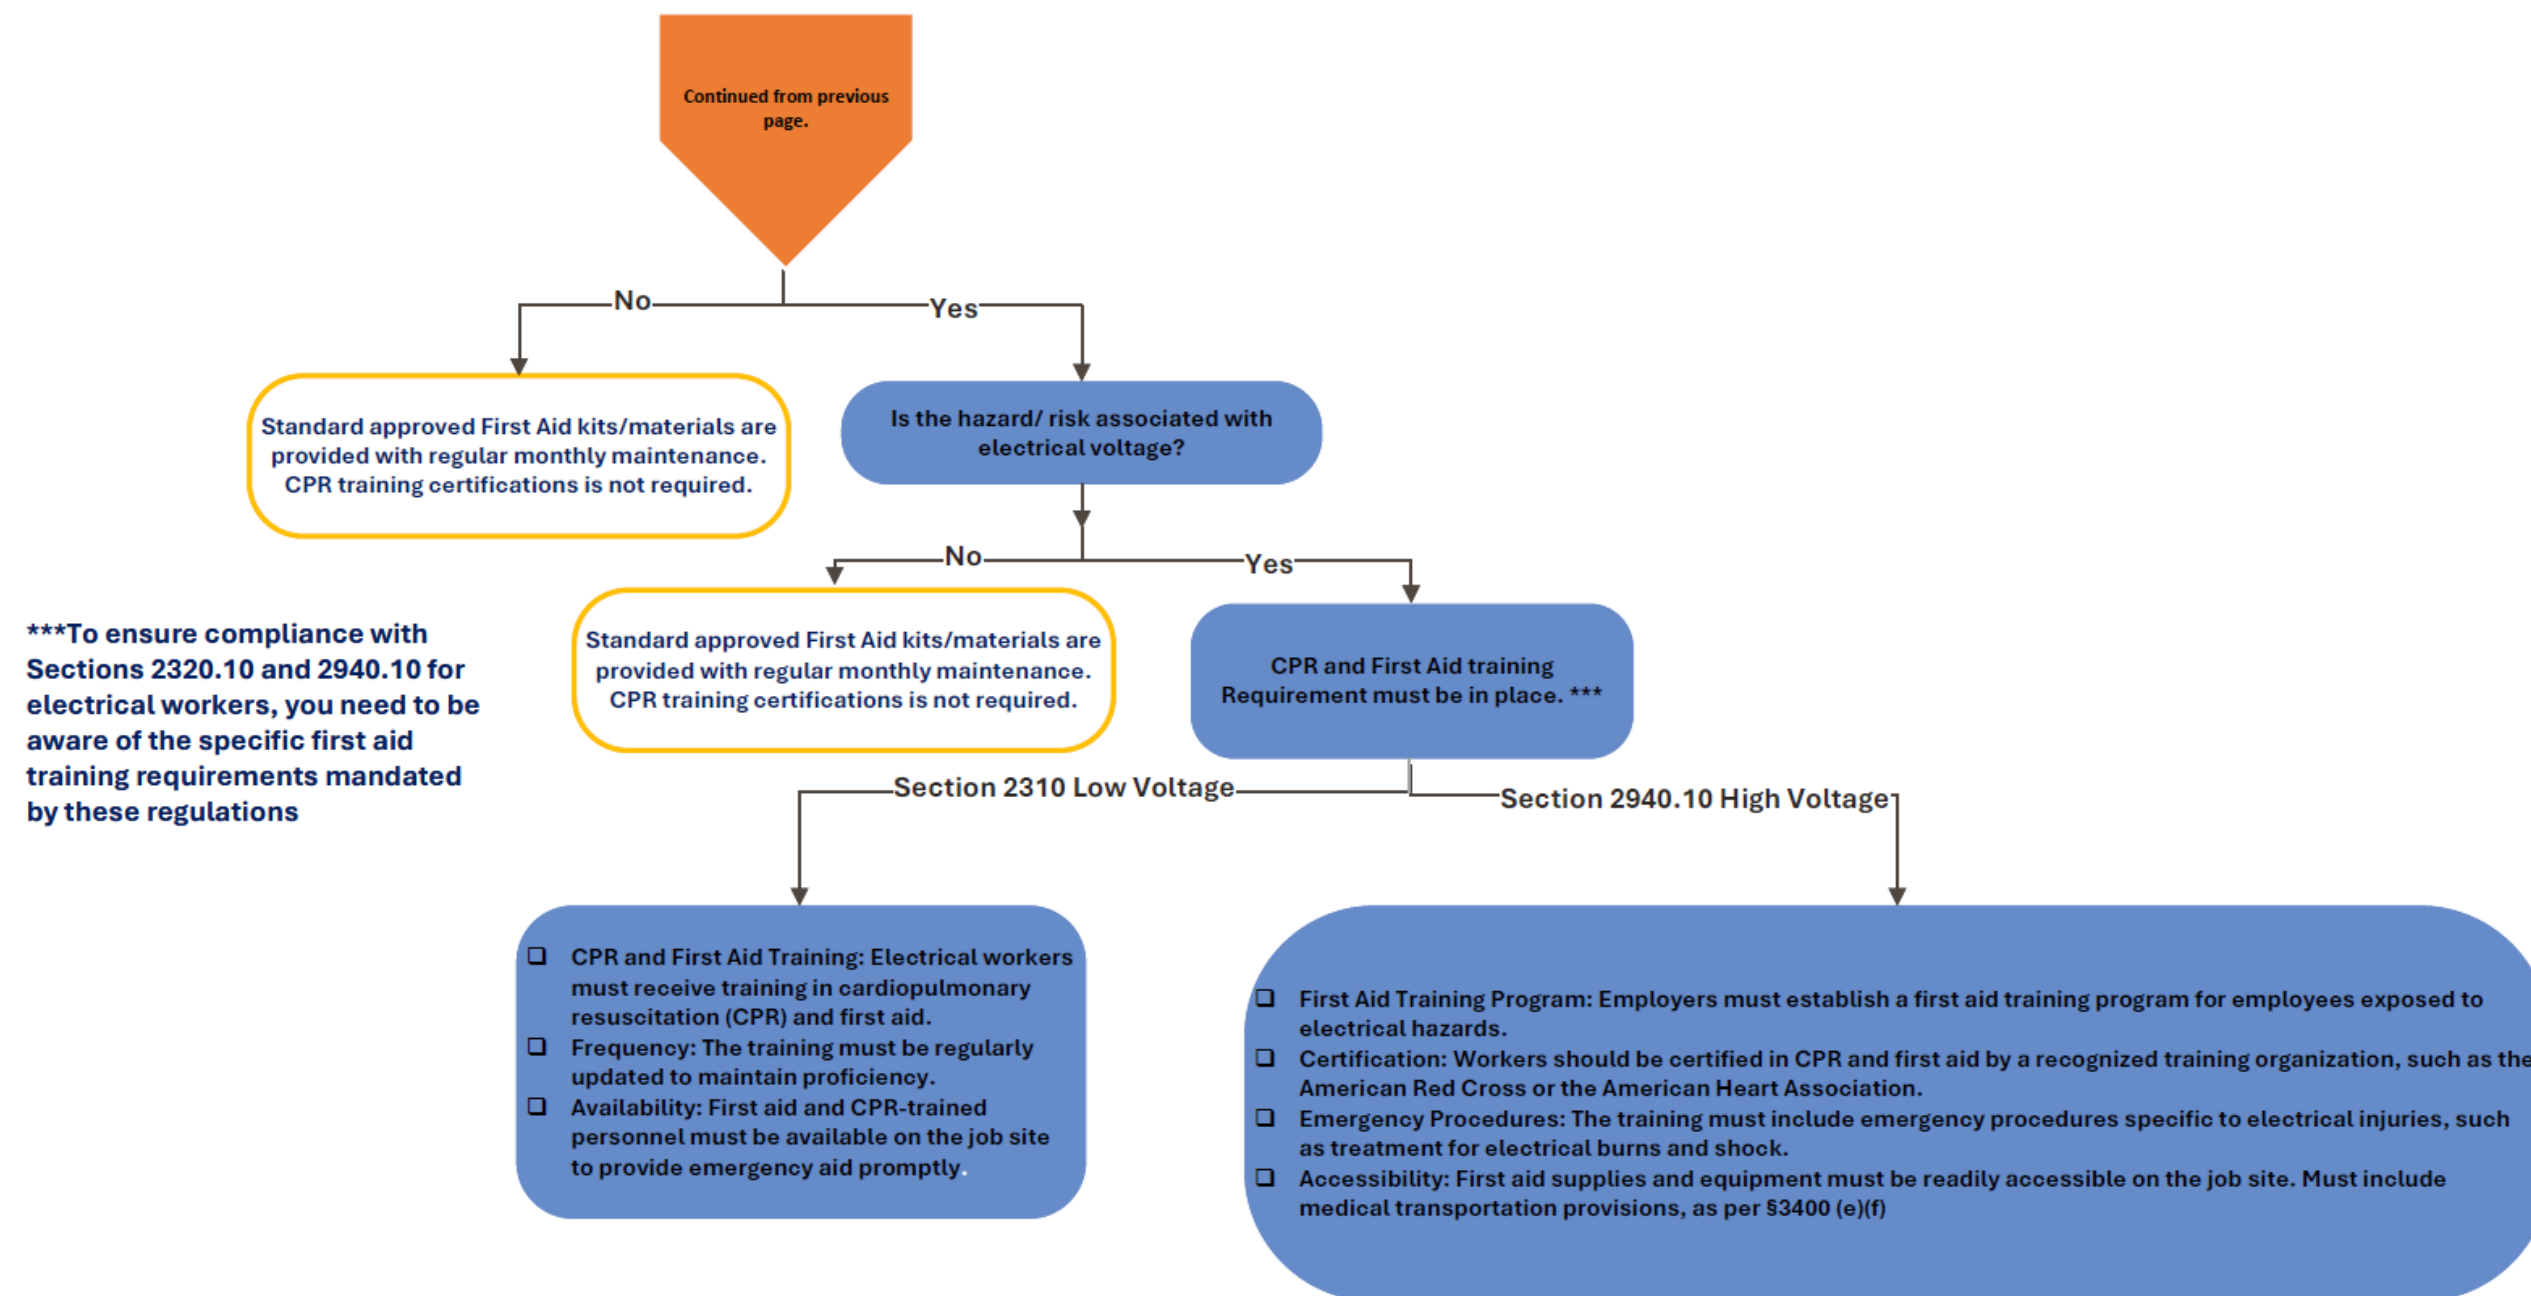 Continued from previous
page.
No
Yes
Standard approved First Aid kits/materials are
provided with regular monthly maintenance.
CPR training certifications is not required.
Is the hazard/ risk associated with
electrical voltage?
No
Yes
***To ensure compliance with
Sections 2320.10 and 2940.10 for
electrical workers, you need to be
aware of the specific first aid
training requirements mandated
by these regulations
Standard approved First Aid kits/materials are
provided with regular monthly maintenance.
CPR training certifications is not required.
CPR and First Aid training
Requirement must be in place. ***
Section 2310 Low Voltage
Section 2940.10 High Voltage
❑ CPR and First Aid Training: Electrical workers
must receive training in cardiopulmonary
resuscitation (CPR) and first aid.
❑ Frequency: The training must be regularly
updated to maintain proficiency.
❑ Availability: First aid and CPR-trained
personnel must be available on the job site
to provide emergency aid promptly.
❑ First Aid Training Program: Employers must establish a first aid training program for employees exposed to
electrical hazards.
❑ Certification: Workers should be certified in CPR and first aid by a recognized training organization, such as the
American Red Cross or the American Heart Association.
❑ Emergency Procedures: The training must include emergency procedures specific to electrical injuries, such
as treatment for electrical burns and shock.
❑ Accessibility: First aid supplies and equipment must be readily accessible on the job site. Must include
medical transportation provisions, as per §3400 (e)(f)